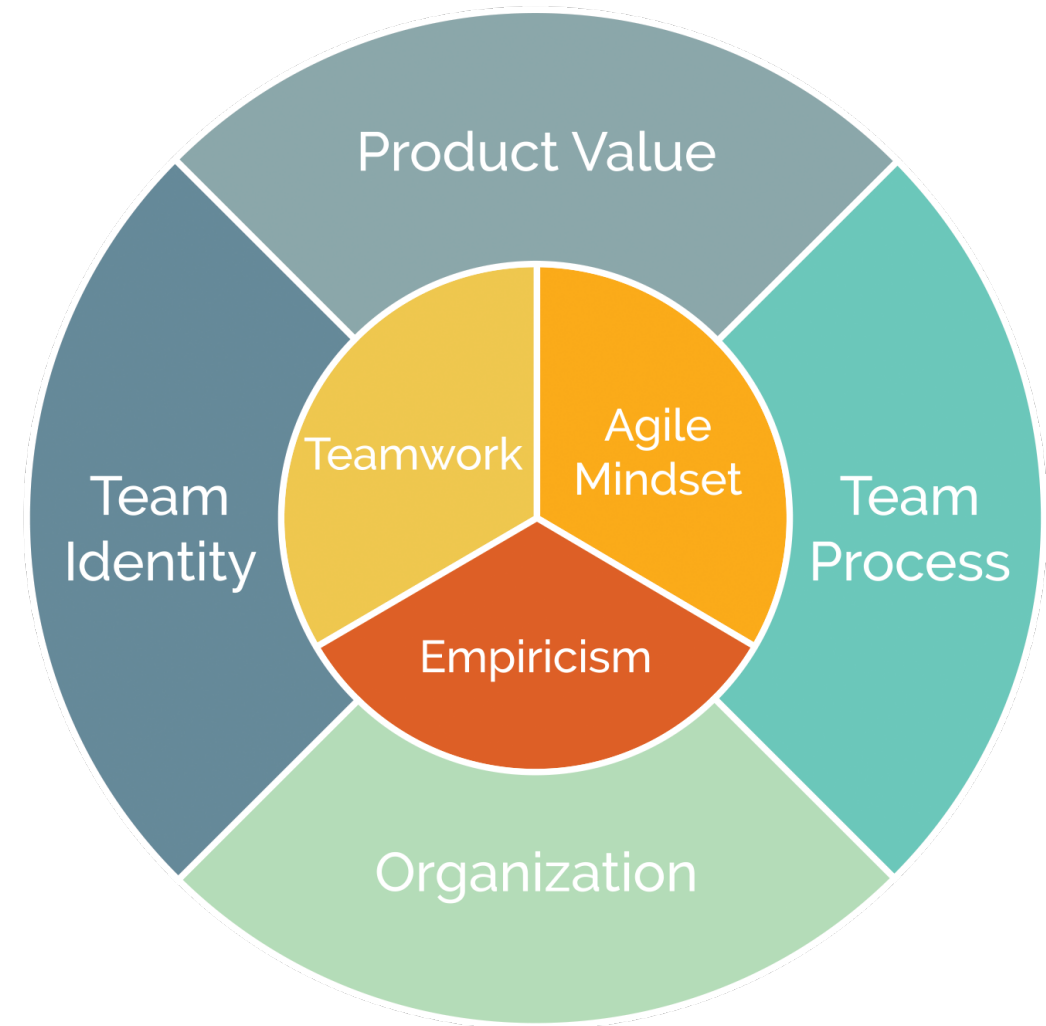 Product Value
Teamwork
Agile
Mindset
Team
Identity
Team
Process
Empiricism
Organization